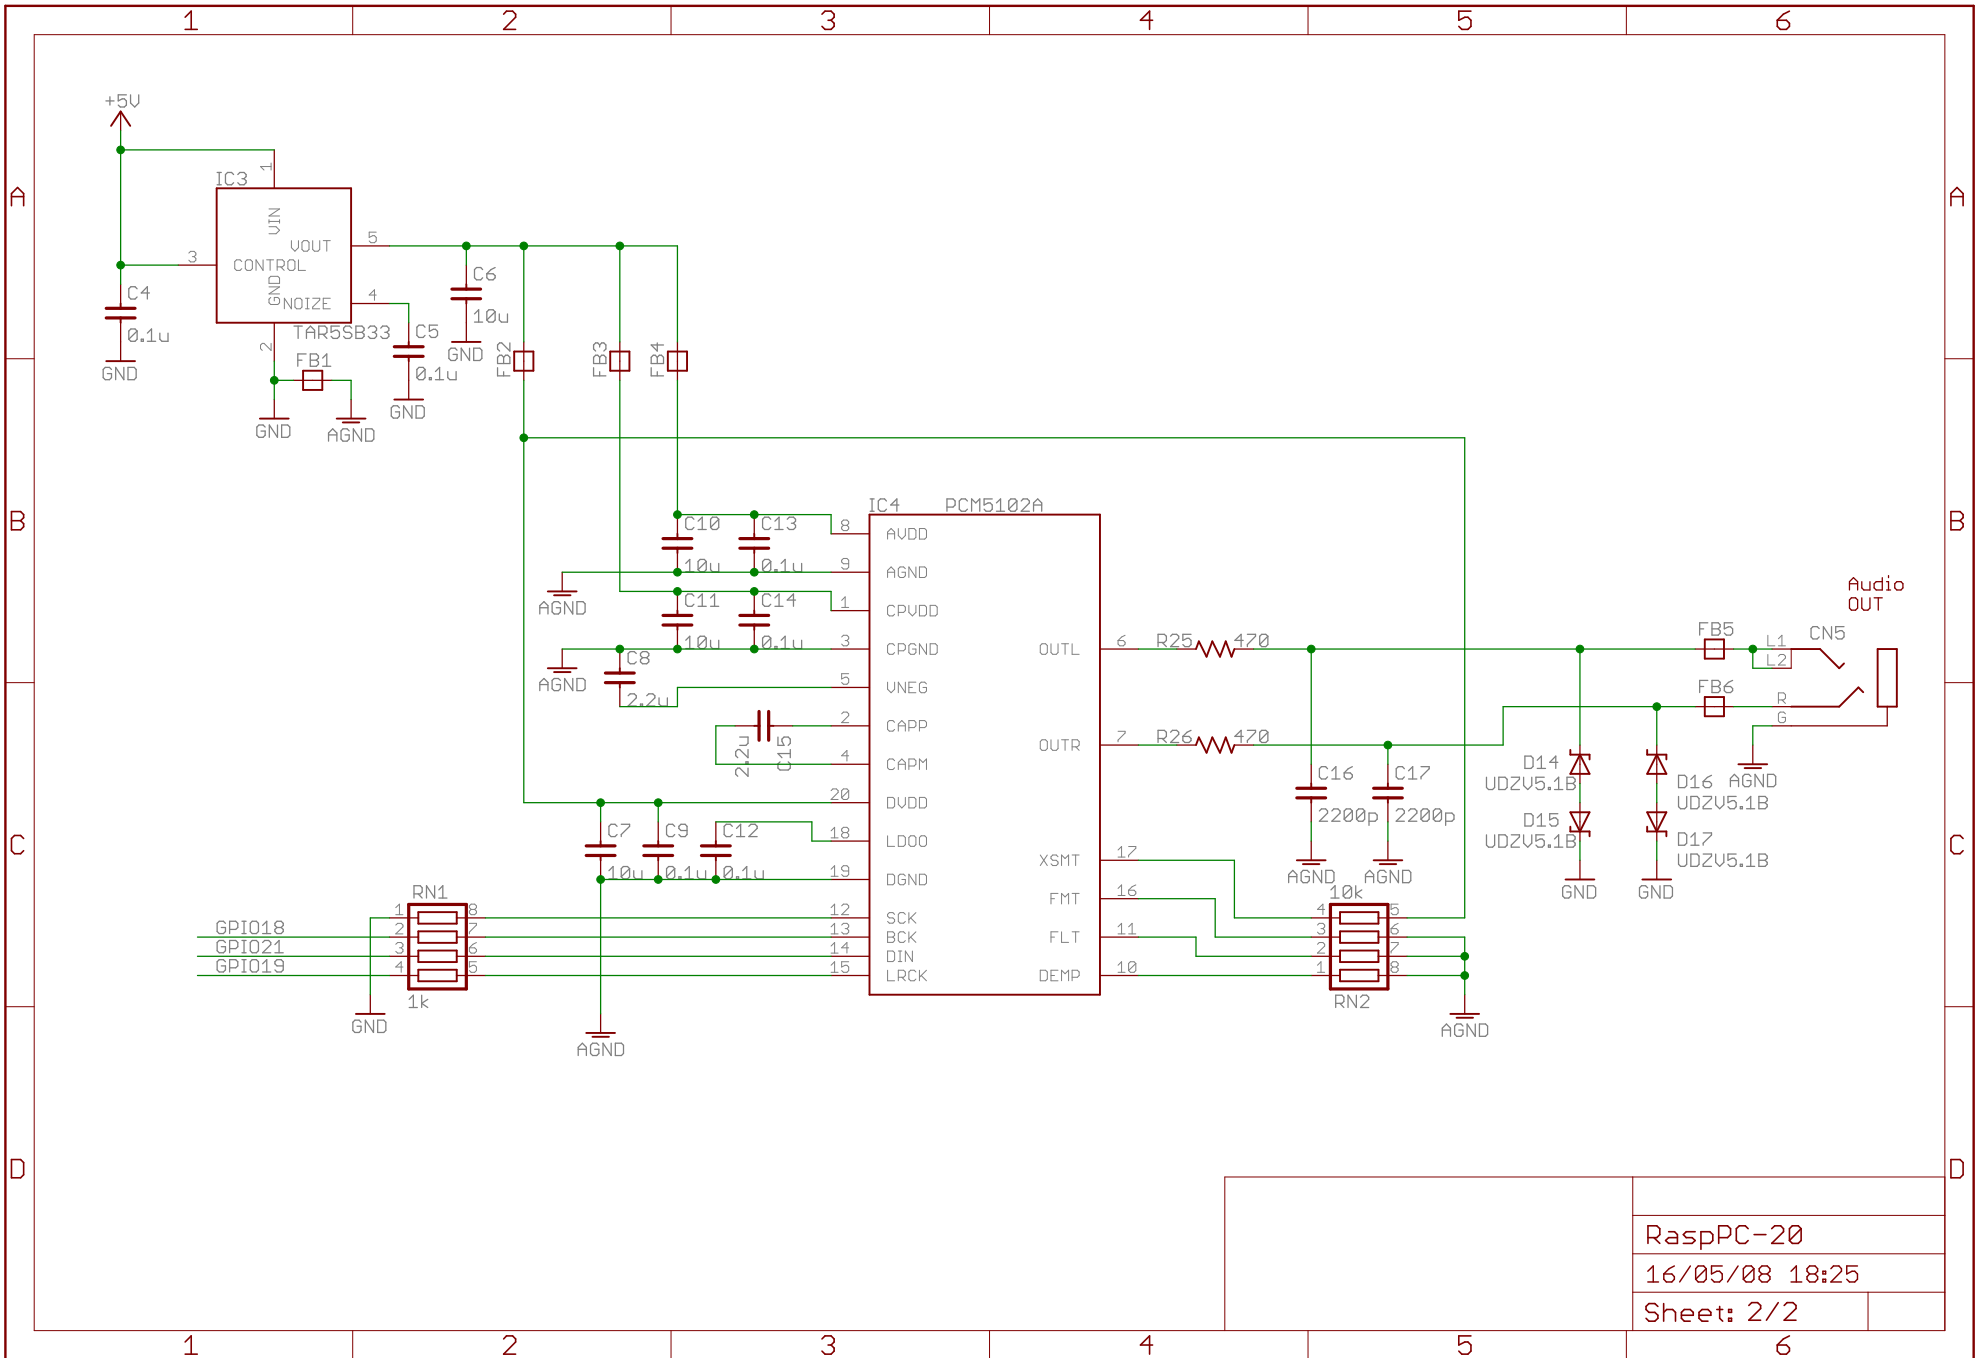 1 2 3 4 5 6
+5V
IC3
1
VIN
VOUT
5
3
CONTROL
GND
NOIZE
4
2
TAR5SB33
C4
0.1u
GND
FB1
GND
AGND
C5
0.1u
GND
C6
10u
GND
FB2
FB3
FB4
A
A
B
B
C
C
D
D
IC4
PCM5102A
C10
10u
C13
0.1u
8
AVDD
9
AGND
AGND
C11
10u
C14
0.1u
1
CPVDD
3
CPGND
AGND
C8
2.2u
5
VNEG
2
CAPP
2.2u
C15
4
CAPM
20
DVDD
C7
10u
C9
0.1u
C12
0.1u
18
LDOO
19
DGND
12
SCK
13
BCK
14
DIN
15
LRCK
AGND
RN1
1 8
2 7
3 6
4 5
1k
GPIO18
GPIO21
GPIO19
GND
OUTL
6
R25
470
OUTR
7
R26
470
XSMT
17
FMT
16
FLT
11
DEMP
10
C16
2200p
AGND
C17
2200p
AGND
10k
4 5
3 6
2 7
1 8
RN2
AGND
D14
UDZV5.1B
D15
UDZV5.1B
GND
D16
UDZV5.1B
D17
UDZV5.1B
GND
FB5
FB6
Audio
OUT
CN5
L1
L2
R
G
AGND
RaspPC-20
16/05/08 18:25
Sheet: 2/2
1 2 3 4 5 6